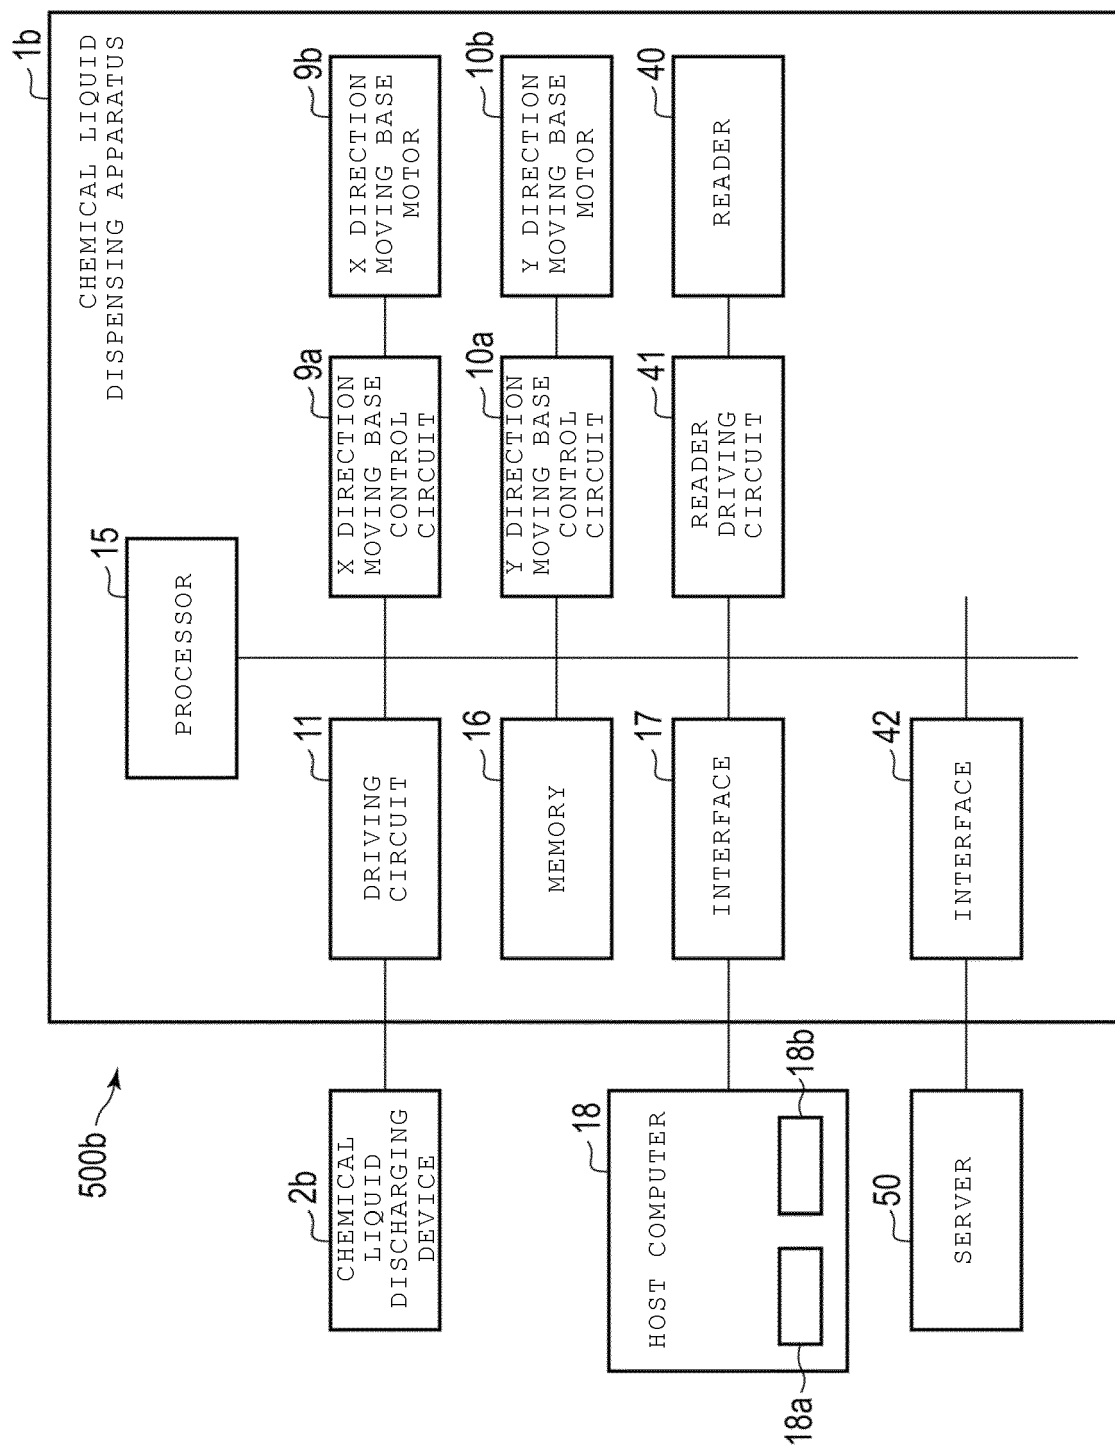 500b
1b
CHEMICAL LIQUID
DISPENSING APPARATUS
15
PROCESSOR
2b
CHEMICAL
LIQUID
DISCHARGING
DEVICE
11
DRIVING
CIRCUIT
9a
X DIRECTION
MOVING BASE
CONTROL
CIRCUIT
9b
X DIRECTION
MOVING BASE
MOTOR
16
MEMORY
10a
Y DIRECTION
MOVING BASE
CONTROL
CIRCUIT
10b
Y DIRECTION
MOVING BASE
MOTOR
18
HOST COMPUTER
18a
18b
17
INTERFACE
41
READER
DRIVING
CIRCUIT
40
READER
50
SERVER
42
INTERFACE